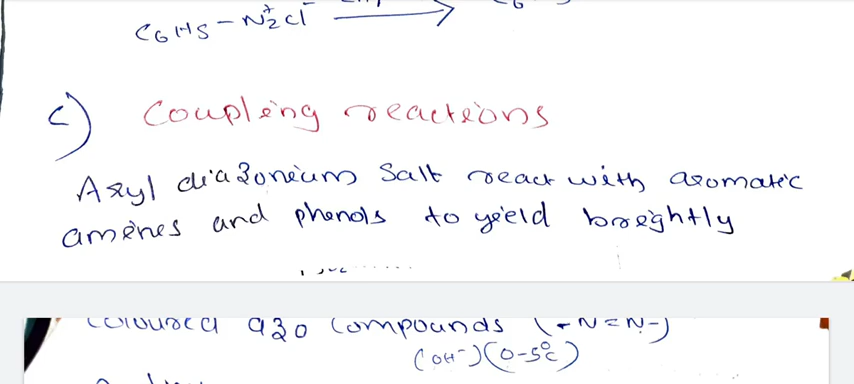 C6H5 - N2+Cl-
c) Coupling reactions
Aryl diazonium salt react with aromatic
amines and phenols to yield brightly
coloured azo compounds (-N=N-)
(OH-) (0-5°C)